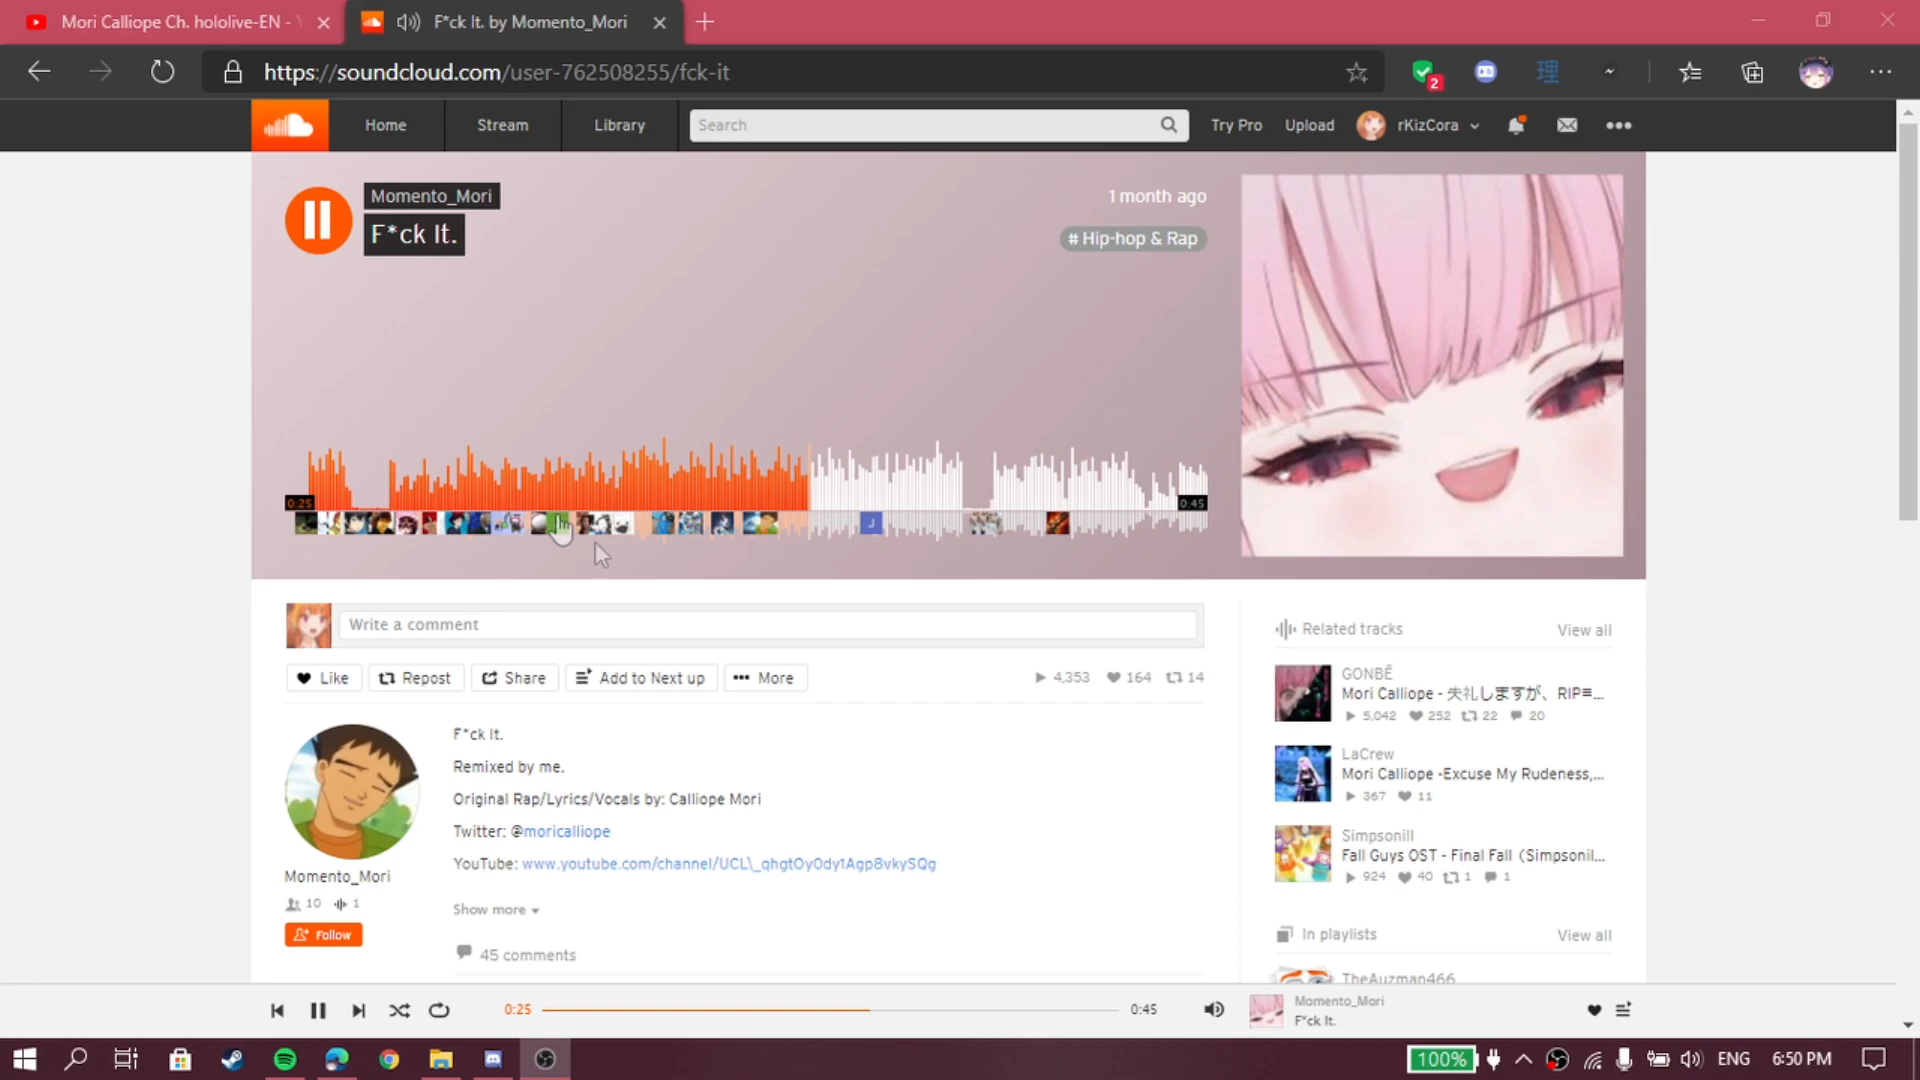 Mori Calliope Ch. hololive-EN - Y
F*ck It. by Momento_Mori
https://soundcloud.com/user-762508255/fck-it
2
理
Home
Stream
Library
Search
Try Pro
Upload
rKizCora
Momento_Mori
F*ck It.
1 month ago
# Hip-hop & Rap
0:25
0:45
J
Write a comment
Like
Repost
Share
Add to Next up
More
4,353
164
14
Momento_Mori
10
1
Follow
F*ck It.
Remixed by me.
Original Rap/Lyrics/Vocals by: Calliope Mori
Twitter: @moricalliope
YouTube: www.youtube.com/channel/UCL\_qhgtOy0dy1Agp8vkySQg
Show more
45 comments
Related tracks
View all
GONBĒ
Mori Calliope - 失礼しますが、RIP≡...
5,042
252
22
20
LaCrew
Mori Calliope -Excuse My Rudeness,...
367
11
Simpsonill
Fall Guys OST - Final Fall (Simpsonil...
924
40
1
1
In playlists
View all
TheAuzman466
0:25
0:45
Momento_Mori
F*ck It.
100%
ENG
6:50 PM